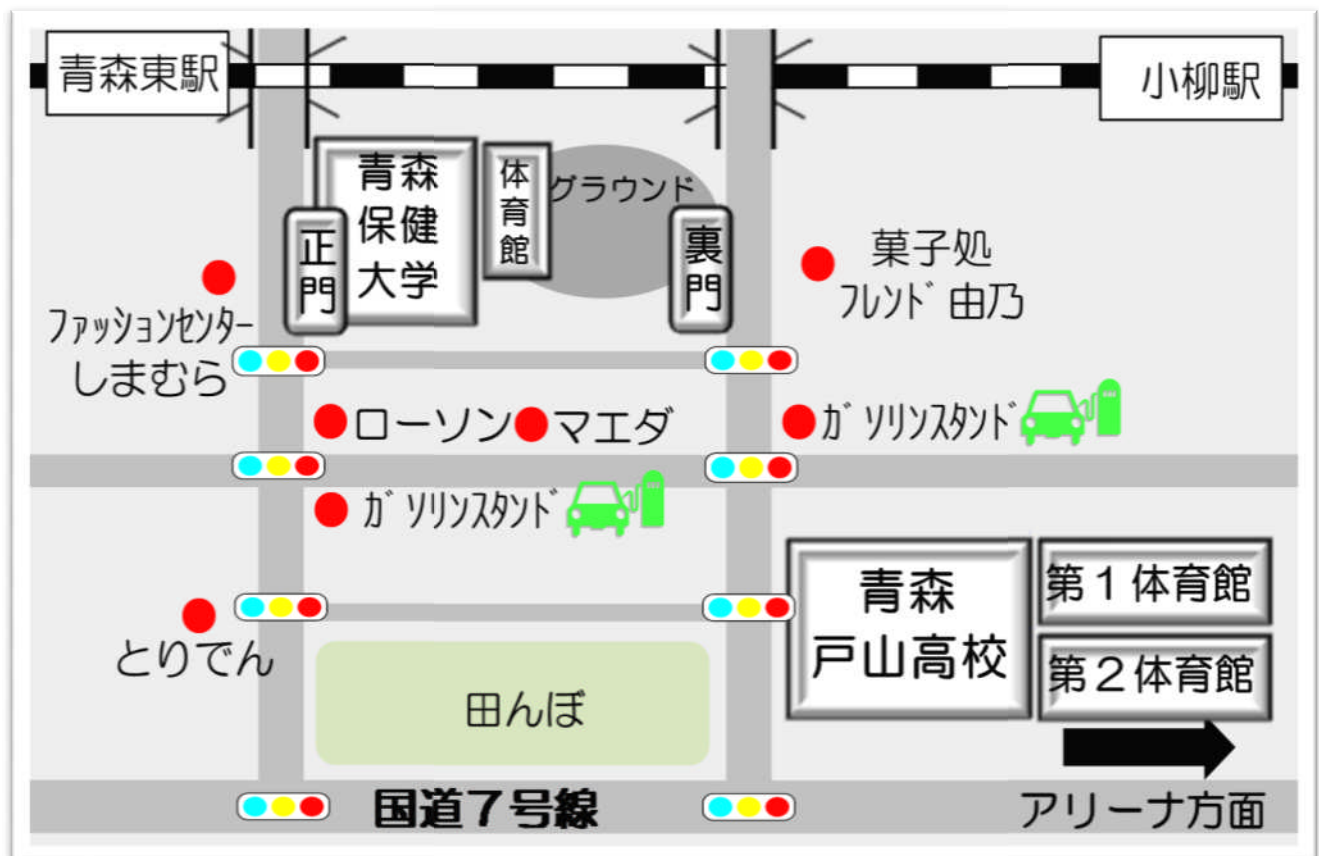 青森東駅
小柳駅
青森
保健
大学
体育館
グラウンド
正門
裏門
菓子処
ﾌﾚﾝﾄﾞ由乃
ﾌｧｯｼｮﾝｾﾝﾀｰ
しまむら
ローソン
マエダ
ｶﾞｿﾘﾝｽﾀﾝﾄﾞ
ｶﾞｿﾘﾝｽﾀﾝﾄﾞ
青森
戸山高校
第１体育館
第２体育館
とりでん
田んぼ
国道７号線
アリーナ方面